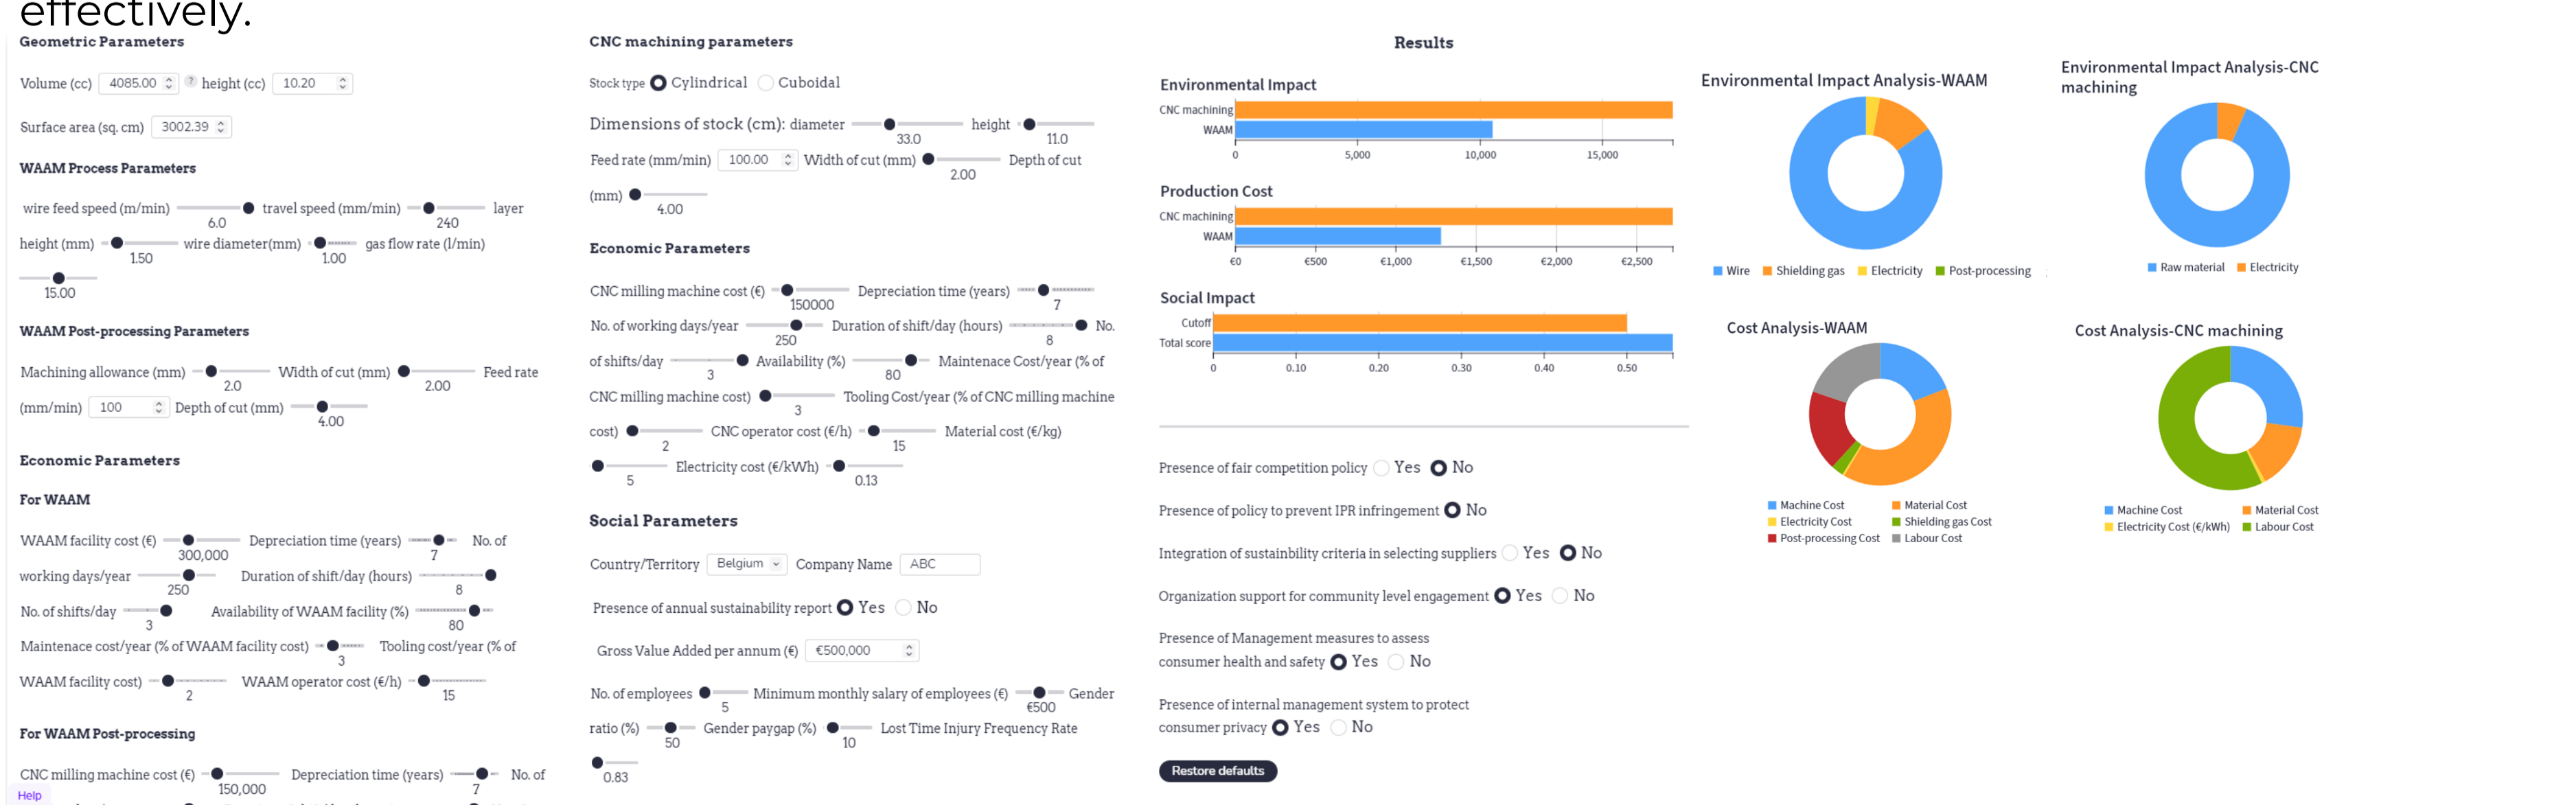 effectively.
Geometric Parameters
Volume (cc) 4085.00 ? height (cc) 10.20
Surface area (sq. cm) 3002.39
WAAM Process Parameters
wire feed speed (m/min) travel speed (mm/min) layer
6.0 240
height (mm) wire diameter(mm) gas flow rate (l/min)
1.50 1.00
15.00
WAAM Post-processing Parameters
Machining allowance (mm) Width of cut (mm) Feed rate
2.0 2.00
(mm/min) 100 Depth of cut (mm)
4.00
Economic Parameters
For WAAM
WAAM facility cost (€) Depreciation time (years) No. of
300,000 7
working days/year Duration of shift/day (hours)
250 8
No. of shifts/day Availability of WAAM facility (%)
3 80
Maintenace cost/year (% of WAAM facility cost) Tooling cost/year (% of
3
WAAM facility cost) WAAM operator cost (€/h)
2 15
For WAAM Post-processing
CNC milling machine cost (€) Depreciation time (years) No. of
150,000 7
Help
CNC machining parameters
Stock type Cylindrical Cuboidal
Dimensions of stock (cm): diameter height
33.0 11.0
Feed rate (mm/min) 100.00 Width of cut (mm) Depth of cut
2.00
(mm)
4.00
Economic Parameters
CNC milling machine cost (€) Depreciation time (years)
150000 7
No. of working days/year Duration of shift/day (hours) No.
250 8
of shifts/day Availability (%) Maintenace Cost/year (% of
3 80
CNC milling machine cost) Tooling Cost/year (% of CNC milling machine
3
cost) CNC operator cost (€/h) Material cost (€/kg)
2 15
Electricity cost (€/kWh)
5 0.13
Social Parameters
Country/Territory Belgium Company Name ABC
Presence of annual sustainability report Yes No
Gross Value Added per annum (€) €500,000
No. of employees Minimum monthly salary of employees (€) Gender
5 €500
ratio (%) Gender paygap (%) Lost Time Injury Frequency Rate
50 10
0.83
Results
Environmental Impact
CNC machining
WAAM
0 5,000 10,000 15,000
Production Cost
CNC machining
WAAM
€0 €500 €1,000 €1,500 €2,000 €2,500
Social Impact
Cutoff
Total score
0 0.10 0.20 0.30 0.40 0.50
Presence of fair competition policy Yes No
Presence of policy to prevent IPR infringement No
Integration of sustainbility criteria in selecting suppliers Yes No
Organization support for community level engagement Yes No
Presence of Management measures to assess
consumer health and safety Yes No
Presence of internal management system to protect
consumer privacy Yes No
Restore defaults
Environmental Impact Analysis-WAAM
Wire Shielding gas Electricity Post-processing
Environmental Impact Analysis-CNC
machining
Raw material Electricity
Cost Analysis-WAAM
Machine Cost Material Cost
Electricity Cost Shielding gas Cost
Post-processing Cost Labour Cost
Cost Analysis-CNC machining
Machine Cost Material Cost
Electricity Cost (€/kWh) Labour Cost